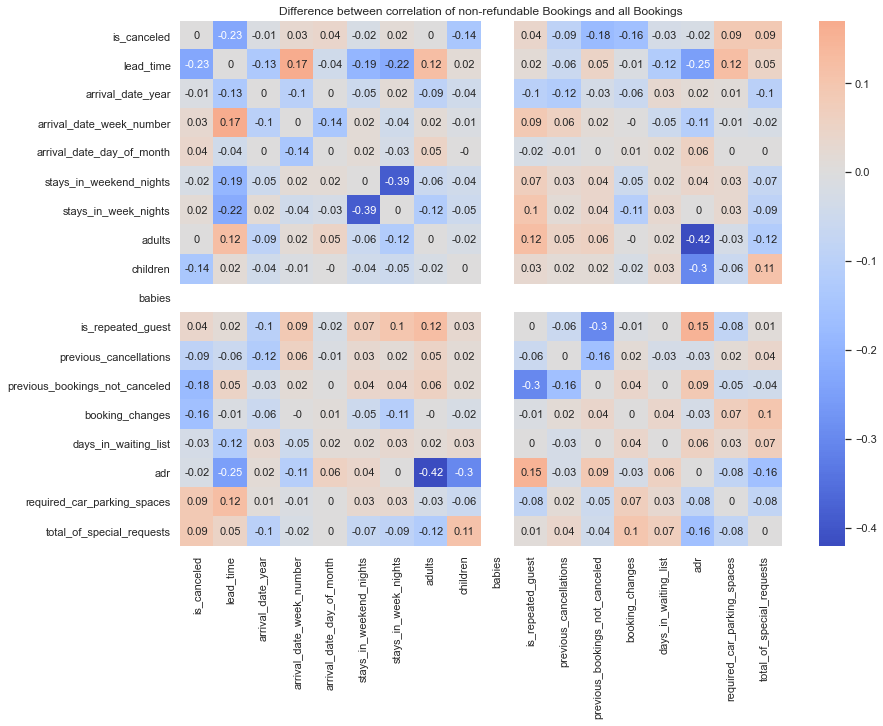 Difference between correlation of non-refundable Bookings and all Bookings
is_canceled 0 -0.23 -0.01 0.03 0.04 -0.02 0.02 0 -0.14 0.04 -0.09 -0.18 -0.16 -0.03 -0.02 0.09 0.09
lead_time -0.23 0 -0.13 0.17 -0.04 -0.19 -0.22 0.12 0.02 0.02 -0.06 0.05 -0.01 -0.12 -0.25 0.12 0.05
arrival_date_year -0.01 -0.13 0 -0.1 0 -0.05 0.02 -0.09 -0.04 -0.1 -0.12 -0.03 -0.06 0.03 0.02 0.01 -0.1
arrival_date_week_number 0.03 0.17 -0.1 0 -0.14 0.02 -0.04 0.02 -0.01 0.09 0.06 0.02 -0 -0.05 -0.11 -0.01 -0.02
arrival_date_day_of_month 0.04 -0.04 0 -0.14 0 0.02 -0.03 0.05 -0 -0.02 -0.01 0 0.01 0.02 0.06 0 0
stays_in_weekend_nights -0.02 -0.19 -0.05 0.02 0.02 0 -0.39 -0.06 -0.04 0.07 0.03 0.04 -0.05 0.02 0.04 0.03 -0.07
stays_in_week_nights 0.02 -0.22 0.02 -0.04 -0.03 -0.39 0 -0.12 -0.05 0.1 0.02 0.04 -0.11 0.03 0 0.03 -0.09
adults 0 0.12 -0.09 0.02 0.05 -0.06 -0.12 0 -0.02 0.12 0.05 0.06 -0 0.02 -0.42 -0.03 -0.12
children -0.14 0.02 -0.04 -0.01 -0 -0.04 -0.05 -0.02 0 0.03 0.02 0.02 -0.02 0.03 -0.3 -0.06 0.11
babies
is_repeated_guest 0.04 0.02 -0.1 0.09 -0.02 0.07 0.1 0.12 0.03 0 -0.06 -0.3 -0.01 0 0.15 -0.08 0.01
previous_cancellations -0.09 -0.06 -0.12 0.06 -0.01 0.03 0.02 0.05 0.02 -0.06 0 -0.16 0.02 -0.03 -0.03 0.02 0.04
previous_bookings_not_canceled -0.18 0.05 -0.03 0.02 0 0.04 0.04 0.06 0.02 -0.3 -0.16 0 0.04 0 0.09 -0.05 -0.04
booking_changes -0.16 -0.01 -0.06 -0 0.01 -0.05 -0.11 -0 -0.02 -0.01 0.02 0.04 0 0.04 -0.03 0.07 0.1
days_in_waiting_list -0.03 -0.12 0.03 -0.05 0.02 0.02 0.03 0.02 0.03 0 -0.03 0 0.04 0 0.06 0.03 0.07
adr -0.02 -0.25 0.02 -0.11 0.06 0.04 0 -0.42 -0.3 0.15 -0.03 0.09 -0.03 0.06 0 -0.08 -0.16
required_car_parking_spaces 0.09 0.12 0.01 -0.01 0 0.03 0.03 -0.03 -0.06 -0.08 0.02 -0.05 0.07 0.03 -0.08 0 -0.08
total_of_special_requests 0.09 0.05 -0.1 -0.02 0 -0.07 -0.09 -0.12 0.11 0.01 0.04 -0.04 0.1 0.07 -0.16 -0.08 0
is_canceled
lead_time
arrival_date_year
arrival_date_week_number
arrival_date_day_of_month
stays_in_weekend_nights
stays_in_week_nights
adults
children
babies
is_repeated_guest
previous_cancellations
previous_bookings_not_canceled
booking_changes
days_in_waiting_list
adr
required_car_parking_spaces
total_of_special_requests
0.1
0.0
-0.1
-0.2
-0.3
-0.4